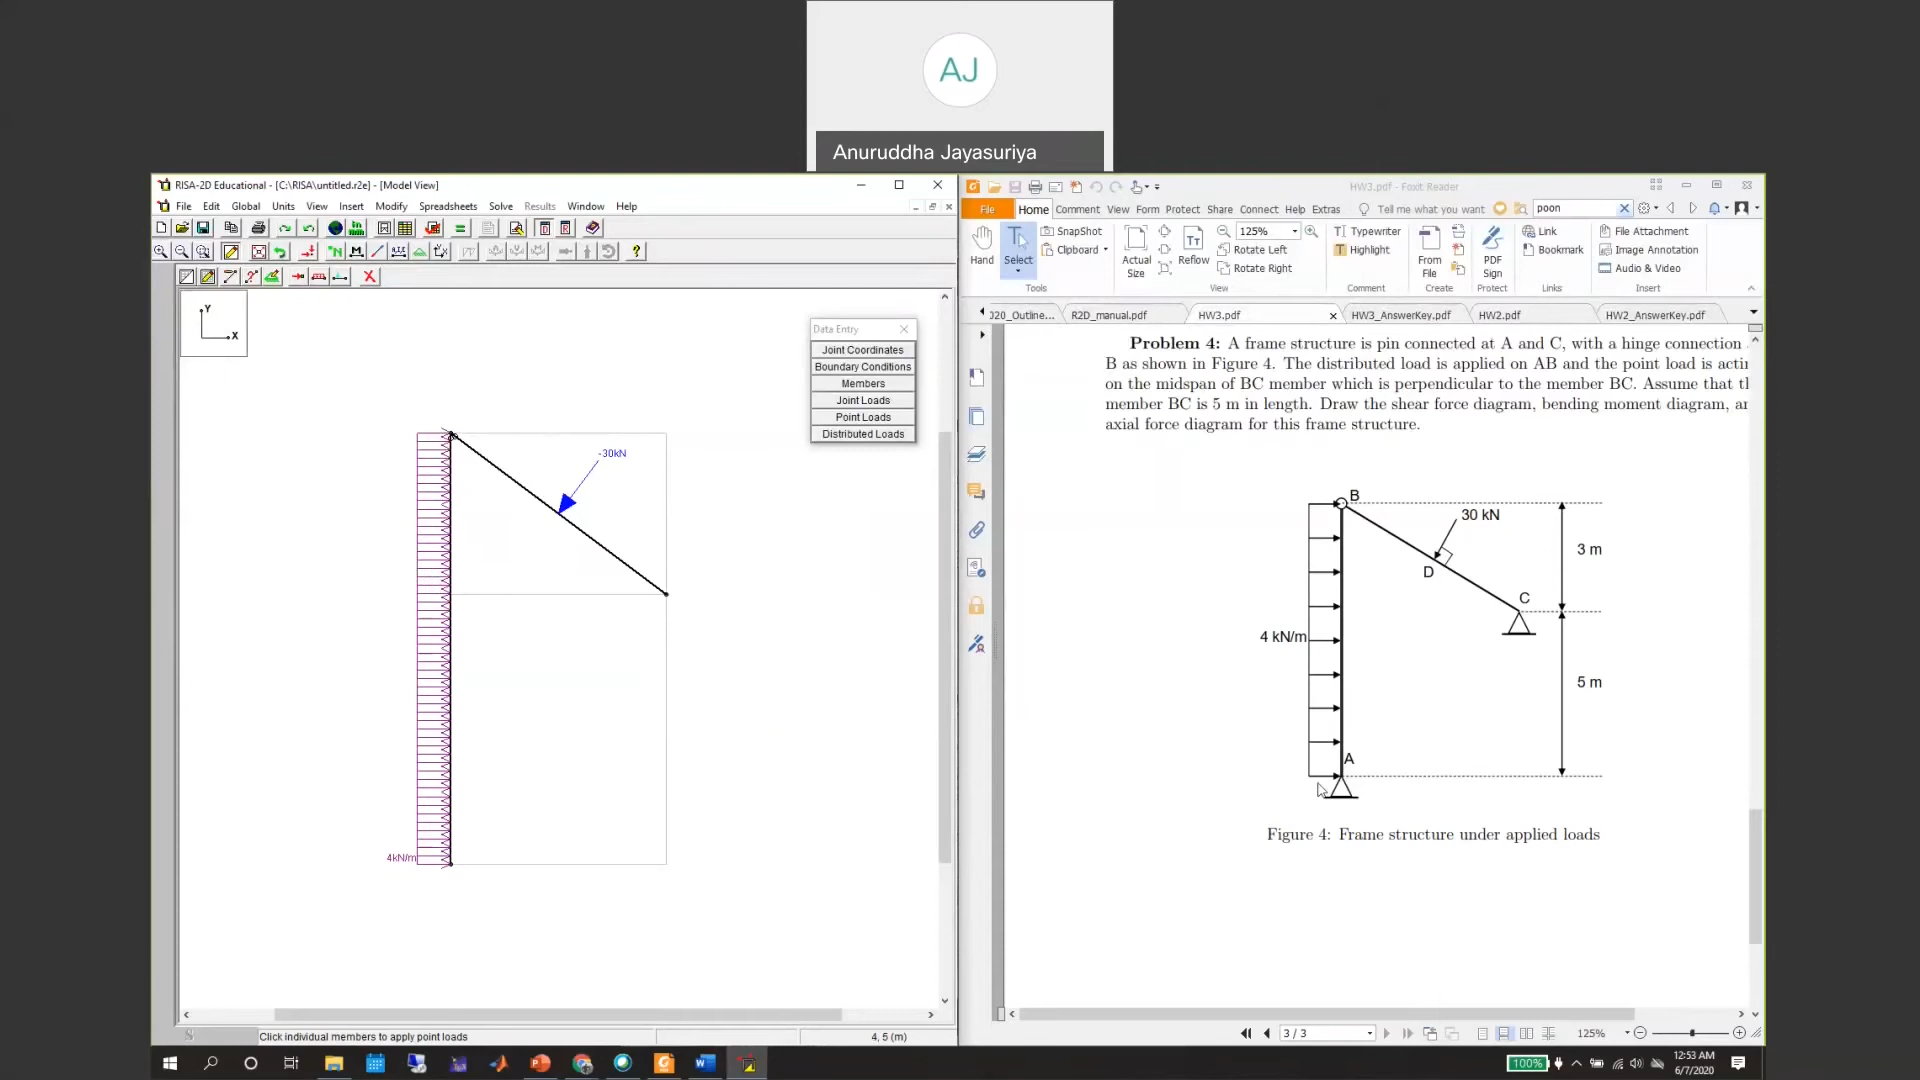 AJ
Anuruddha Jayasuriya
RISA-2D Educational - [C:\RISA\untitled.r2e] - [Model View]
File Edit Global Units View Insert Modify Spreadsheets Solve Results Window Help
Y
X
Data Entry
Joint Coordinates
Boundary Conditions
Members
Joint Loads
Point Loads
Distributed Loads
-30kN
4kN/m
Click individual members to apply point loads
4, 5 (m)
HW3.pdf - Foxit Reader
File Home Comment View Form Protect Share Connect Help Extras Tell me what you want poon
Hand
Select
SnapShot
Clipboard
Tools
Actual
Size
Reflow
125%
Rotate Left
Rotate Right
View
Typewriter
Highlight
Comment
From
File
Create
PDF
Sign
Protect
Link
Bookmark
Links
File Attachment
Image Annotation
Audio & Video
Insert
020_Outline... R2D_manual.pdf HW3.pdf HW3_AnswerKey.pdf HW2.pdf HW2_AnswerKey.pdf
Problem 4: A frame structure is pin connected at A and C, with a hinge connection
B as shown in Figure 4. The distributed load is applied on AB and the point load is actin
on the midspan of BC member which is perpendicular to the member BC. Assume that th
member BC is 5 m in length. Draw the shear force diagram, bending moment diagram, an
axial force diagram for this frame structure.
B
30 kN
3 m
D
C
4 kN/m
5 m
A
Figure 4: Frame structure under applied loads
3 / 3
125%
100%
12:53 AM
6/7/2020